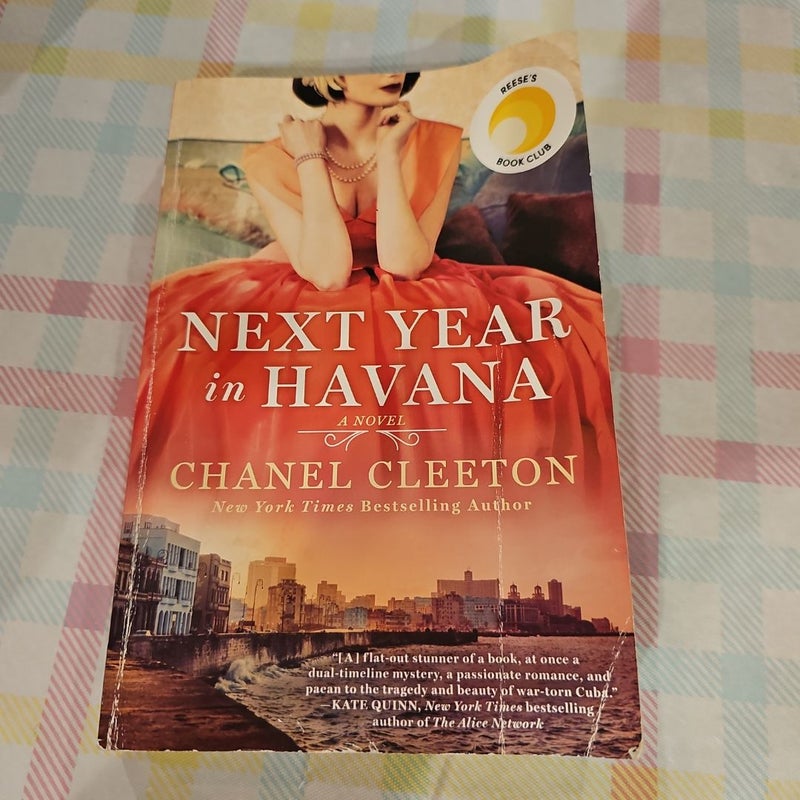 REESE'S
BOOK CLUB
NEXT YEAR
in HAVANA
A NOVEL
CHANEL CLEETON
New York Times Bestselling Author
"[A] flat-out stunner of a book, at once a
dual-timeline mystery, a passionate romance, and
paean to the tragedy and beauty of war-torn Cuba."
KATE QUINN, New York Times bestselling
author of The Alice Network